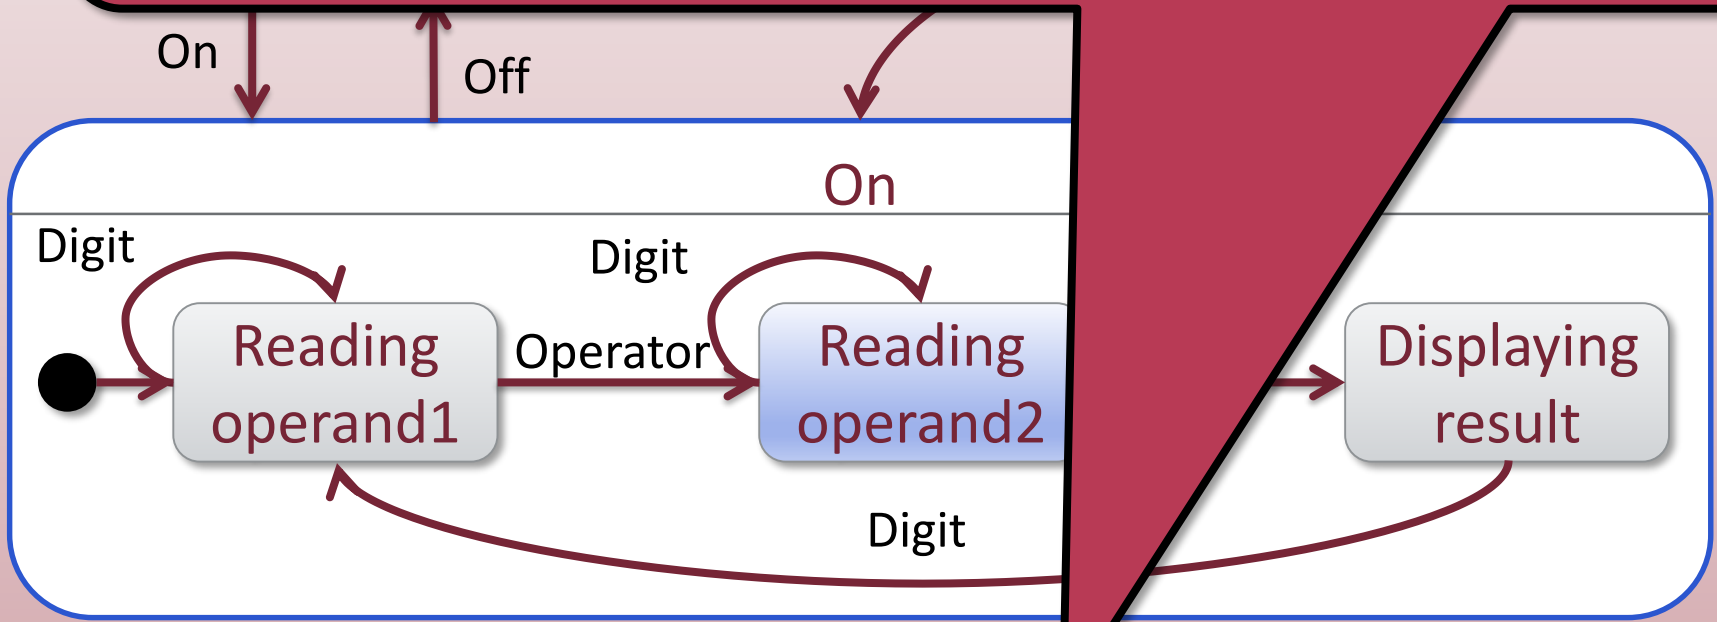 On
Off
On
Digit
Digit
Reading
operand1
Operator
Reading
operand2
Displaying
result
Digit